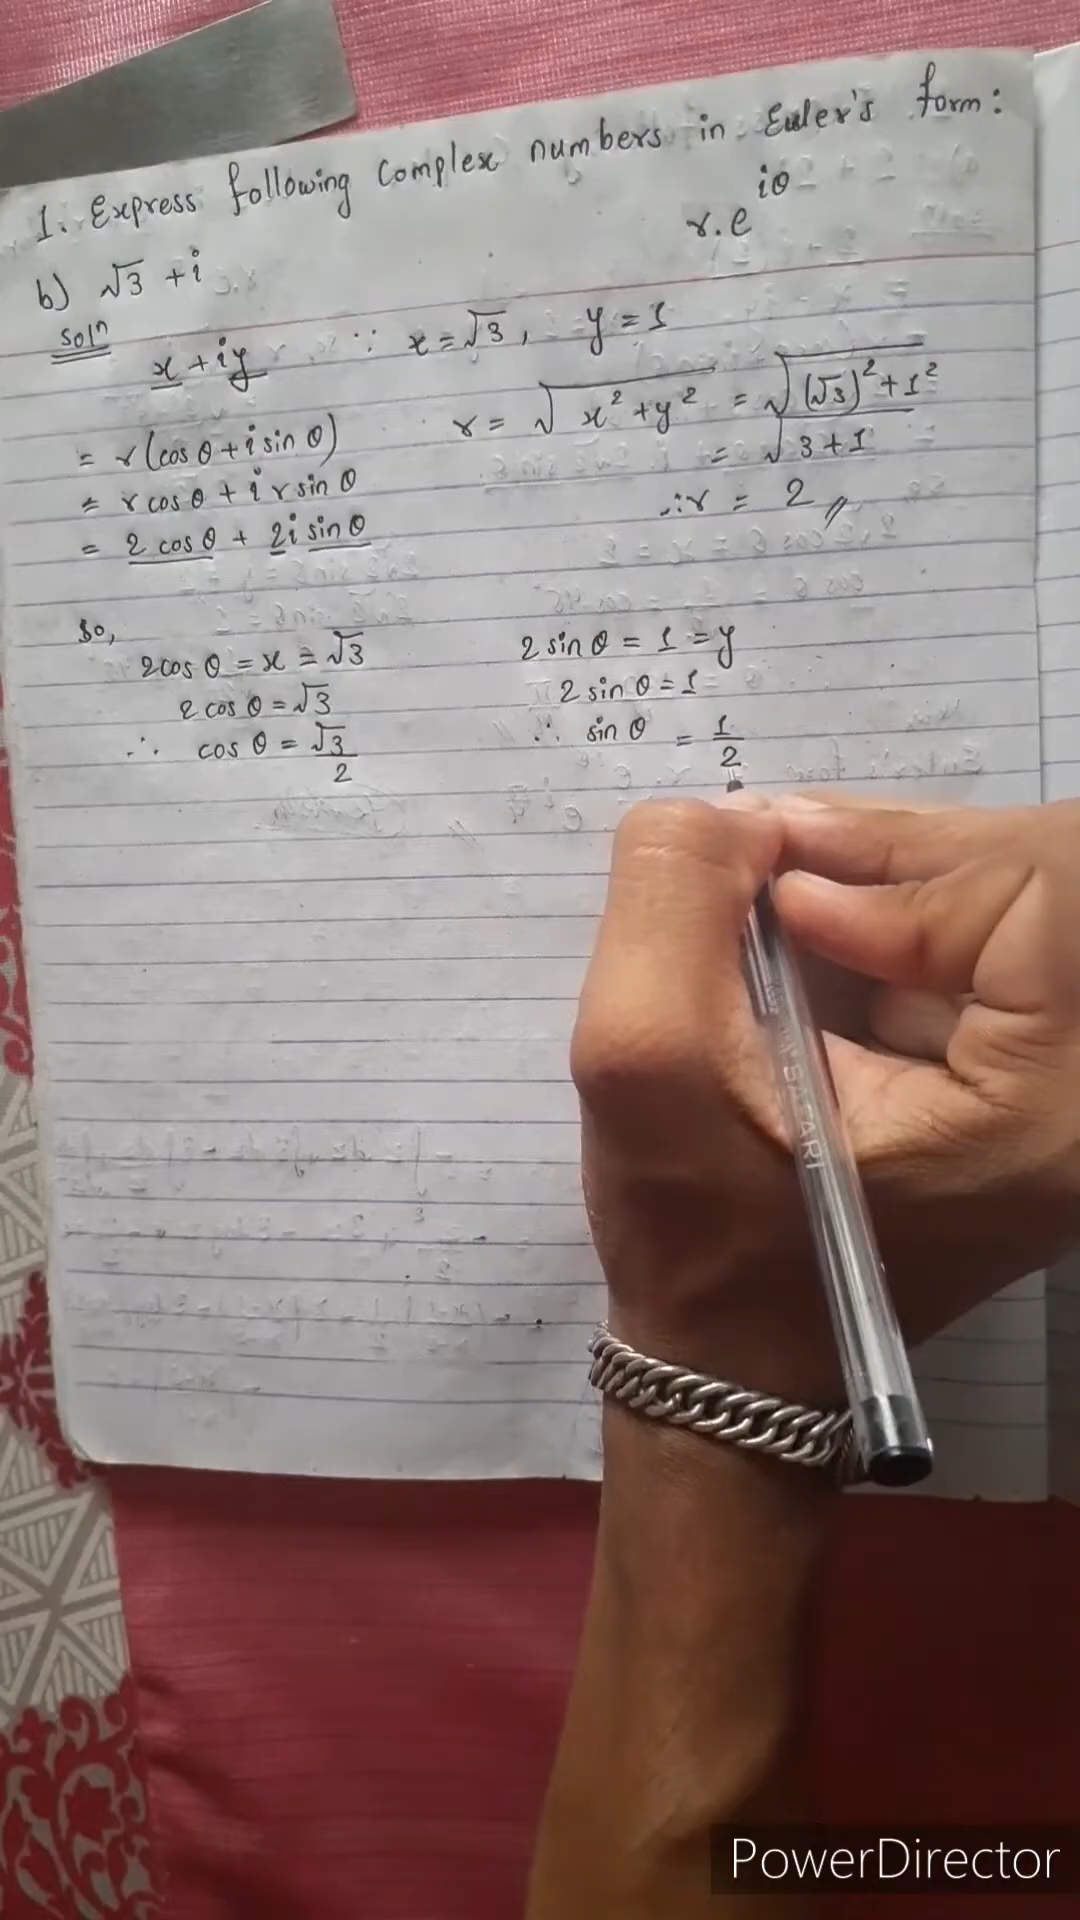 1. Express following complex numbers in Euler's form:
r.e^{iθ}
b) √3 + i
Solⁿ
x + iy ∵ x = √3, y = 1
= r(cos θ + i sin θ)
= r cos θ + i r sin θ
= 2 cos θ + 2i sin θ
r = √(x² + y²) = √((√3)² + 1²)
= √(3 + 1)
∴ r = 2 //
So,
2 cos θ = x = √3
2 cos θ = √3
∴ cos θ = √3/2
2 sin θ = 1 = y
2 sin θ = 1
∴ sin θ = 1/2
SAFARI
PowerDirector